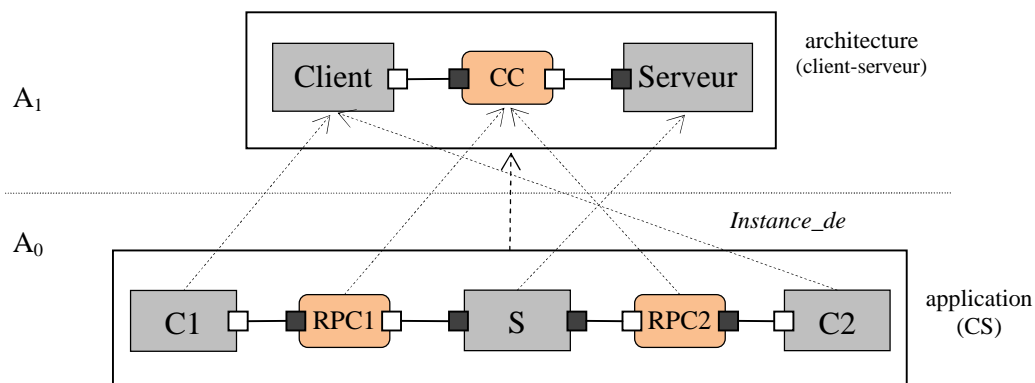 architecture
(client-serveur)
Client
CC
Serveur
A1
Instance_de
A0
C1
RPC1
S
RPC2
C2
application
(CS)